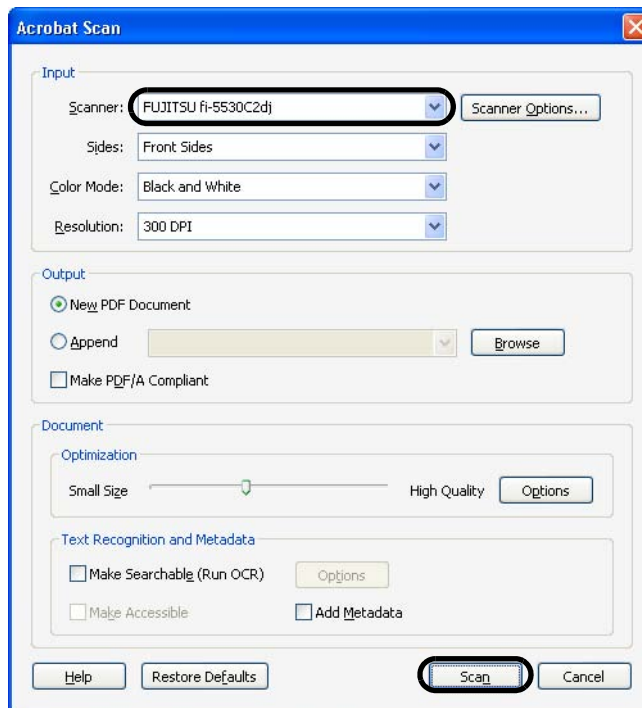 Acrobat Scan
Input
Scanner: FUJITSU fi-5530C2dj Scanner Options...
Sides: Front Sides
Color Mode: Black and White
Resolution: 300 DPI
Output
New PDF Document
Append Browse
Make PDF/A Compliant
Document
Optimization
Small Size High Quality Options
Text Recognition and Metadata
Make Searchable (Run OCR) Options
Make Accessible Add Metadata
Help Restore Defaults Scan Cancel